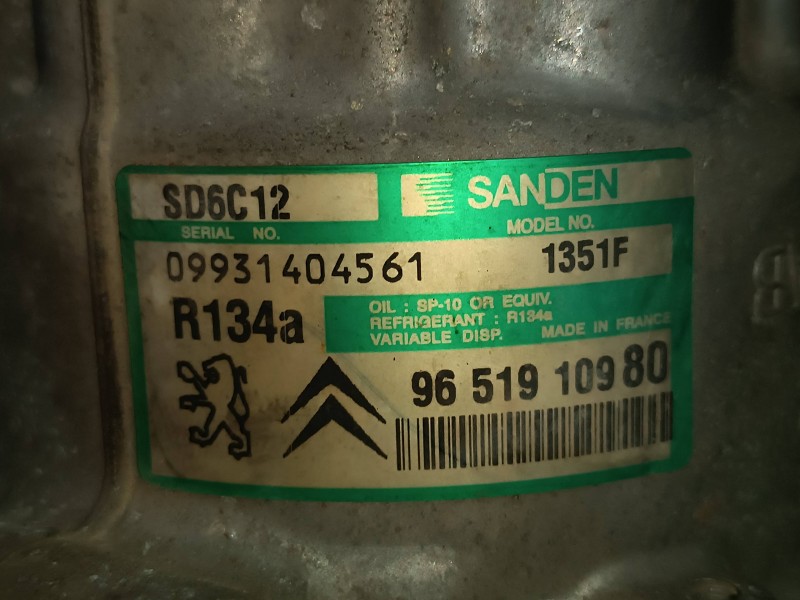 SD6C12
SANDEN
SERIAL NO.
MODEL NO.
09931404561
1351F
R134a
OIL : SP-10 OR EQUIV.
REFRIGERANT : R134a
VARIABLE DISP. MADE IN FRANCE
96 519 109 80